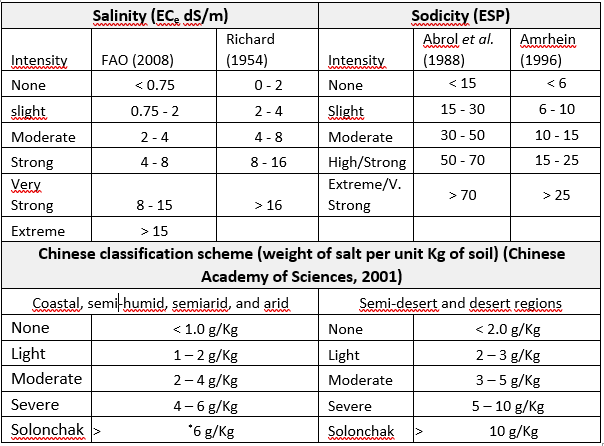 Salinity (ECe dS/m) Sodicity (ESP)
Intensity FAO (2008) Richard (1954) Intensity Abrol et al. (1988) Amrhein (1996)
None < 0.75 0 - 2 None < 15 < 6
slight 0.75 - 2 2 - 4 Slight 15 - 30 6 - 10
Moderate 2 - 4 4 - 8 Moderate 30 - 50 10 - 15
Strong 4 - 8 8 - 16 High/Strong 50 - 70 15 - 25
Very Strong 8 - 15 > 16 Extreme/V. Strong > 70 > 25
Extreme > 15
Chinese classification scheme (weight of salt per unit Kg of soil) (Chinese
Academy of Sciences, 2001)
Coastal, semi-humid, semiarid, and arid Semi-desert and desert regions
None < 1.0 g/Kg None < 2.0 g/Kg
Light 1 – 2 g/Kg Light 2 – 3 g/Kg
Moderate 2 – 4 g/Kg Moderate 3 – 5 g/Kg
Severe 4 – 6 g/Kg Severe 5 – 10 g/Kg
Solonchak > *6 g/Kg Solonchak > 10 g/Kg